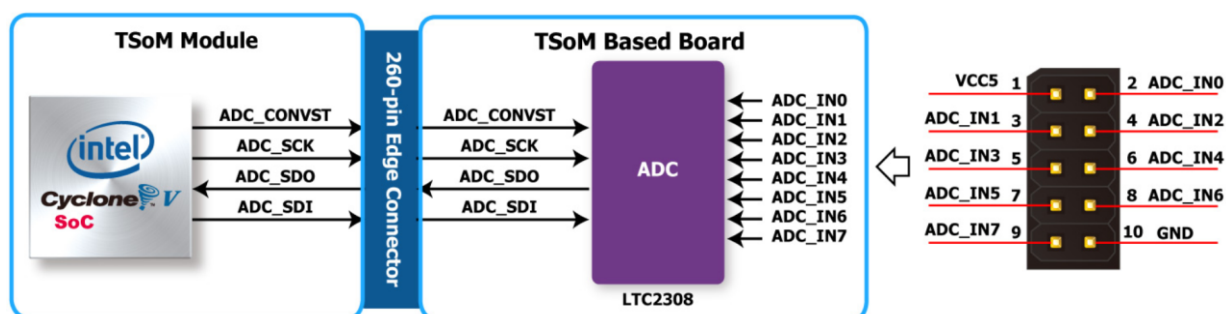 TSoM Module
intel
Cyclone V
SoC
ADC_CONVST
ADC_SCK
ADC_SDO
ADC_SDI
260-pin Edge Connector
TSoM Based Board
ADC_CONVST
ADC_SCK
ADC_SDO
ADC_SDI
ADC
LTC2308
ADC_IN0
ADC_IN1
ADC_IN2
ADC_IN3
ADC_IN4
ADC_IN5
ADC_IN6
ADC_IN7
VCC5 1 2 ADC_IN0
ADC_IN1 3 4 ADC_IN2
ADC_IN3 5 6 ADC_IN4
ADC_IN5 7 8 ADC_IN6
ADC_IN7 9 10 GND